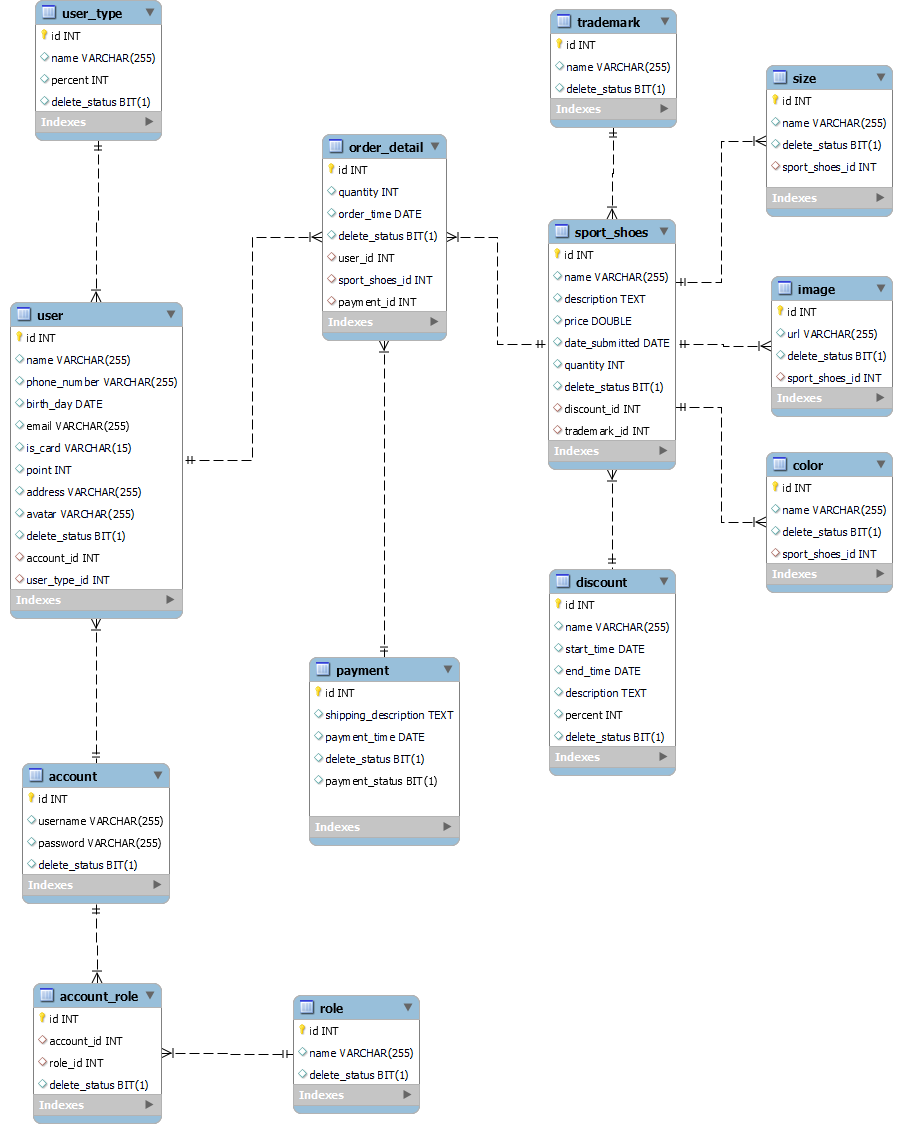 user_type
id INT
name VARCHAR(255)
percent INT
delete_status BIT(1)
Indexes
trademark
id INT
name VARCHAR(255)
delete_status BIT(1)
Indexes
size
id INT
name VARCHAR(255)
delete_status BIT(1)
sport_shoes_id INT
Indexes
order_detail
id INT
quantity INT
order_time DATE
delete_status BIT(1)
user_id INT
sport_shoes_id INT
payment_id INT
Indexes
sport_shoes
id INT
name VARCHAR(255)
description TEXT
price DOUBLE
date_submitted DATE
quantity INT
delete_status BIT(1)
discount_id INT
trademark_id INT
Indexes
image
id INT
url VARCHAR(255)
delete_status BIT(1)
sport_shoes_id INT
Indexes
user
id INT
name VARCHAR(255)
phone_number VARCHAR(255)
birth_day DATE
email VARCHAR(255)
is_card VARCHAR(15)
point INT
address VARCHAR(255)
avatar VARCHAR(255)
delete_status BIT(1)
account_id INT
user_type_id INT
Indexes
color
id INT
name VARCHAR(255)
delete_status BIT(1)
sport_shoes_id INT
Indexes
discount
id INT
name VARCHAR(255)
start_time DATE
end_time DATE
description TEXT
percent INT
delete_status BIT(1)
Indexes
payment
id INT
shipping_description TEXT
payment_time DATE
delete_status BIT(1)
payment_status BIT(1)
Indexes
account
id INT
username VARCHAR(255)
password VARCHAR(255)
delete_status BIT(1)
Indexes
account_role
id INT
account_id INT
role_id INT
delete_status BIT(1)
Indexes
role
id INT
name VARCHAR(255)
delete_status BIT(1)
Indexes